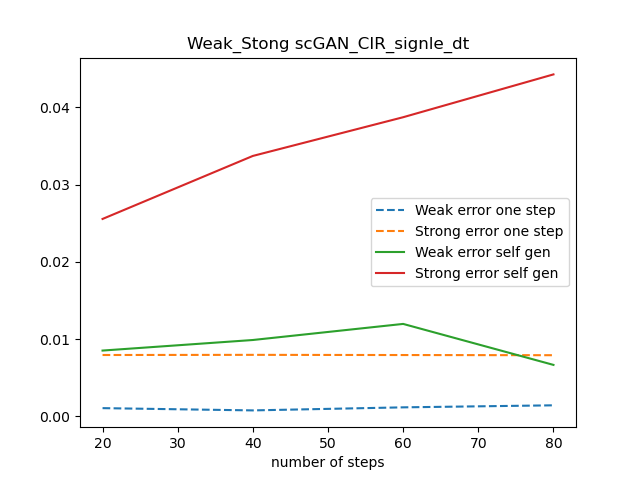 Weak_Stong scGAN_CIR_signle_dt
0.04
0.03
0.02
0.01
0.00
Weak error one step
Strong error one step
Weak error self gen
Strong error self gen
20 30 40 50 60 70 80
number of steps